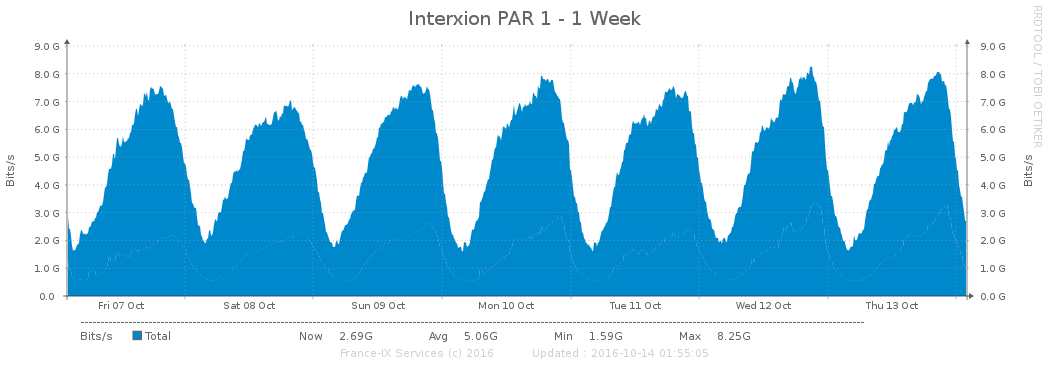 Interxion PAR 1 - 1 Week
RRDTOOL / TOBI OETIKER
Bits/s
9.0 G
8.0 G
7.0 G
6.0 G
5.0 G
4.0 G
3.0 G
2.0 G
1.0 G
0.0
9.0 G
8.0 G
7.0 G
6.0 G
5.0 G
4.0 G
3.0 G
2.0 G
1.0 G
0.0 G
Bits/s
Fri 07 Oct Sat 08 Oct Sun 09 Oct Mon 10 Oct Tue 11 Oct Wed 12 Oct Thu 13 Oct
Bits/s Total Now 2.69G Avg 5.06G Min 1.59G Max 8.25G
France-IX Services (c) 2016 Updated : 2016-10-14 01:55:05